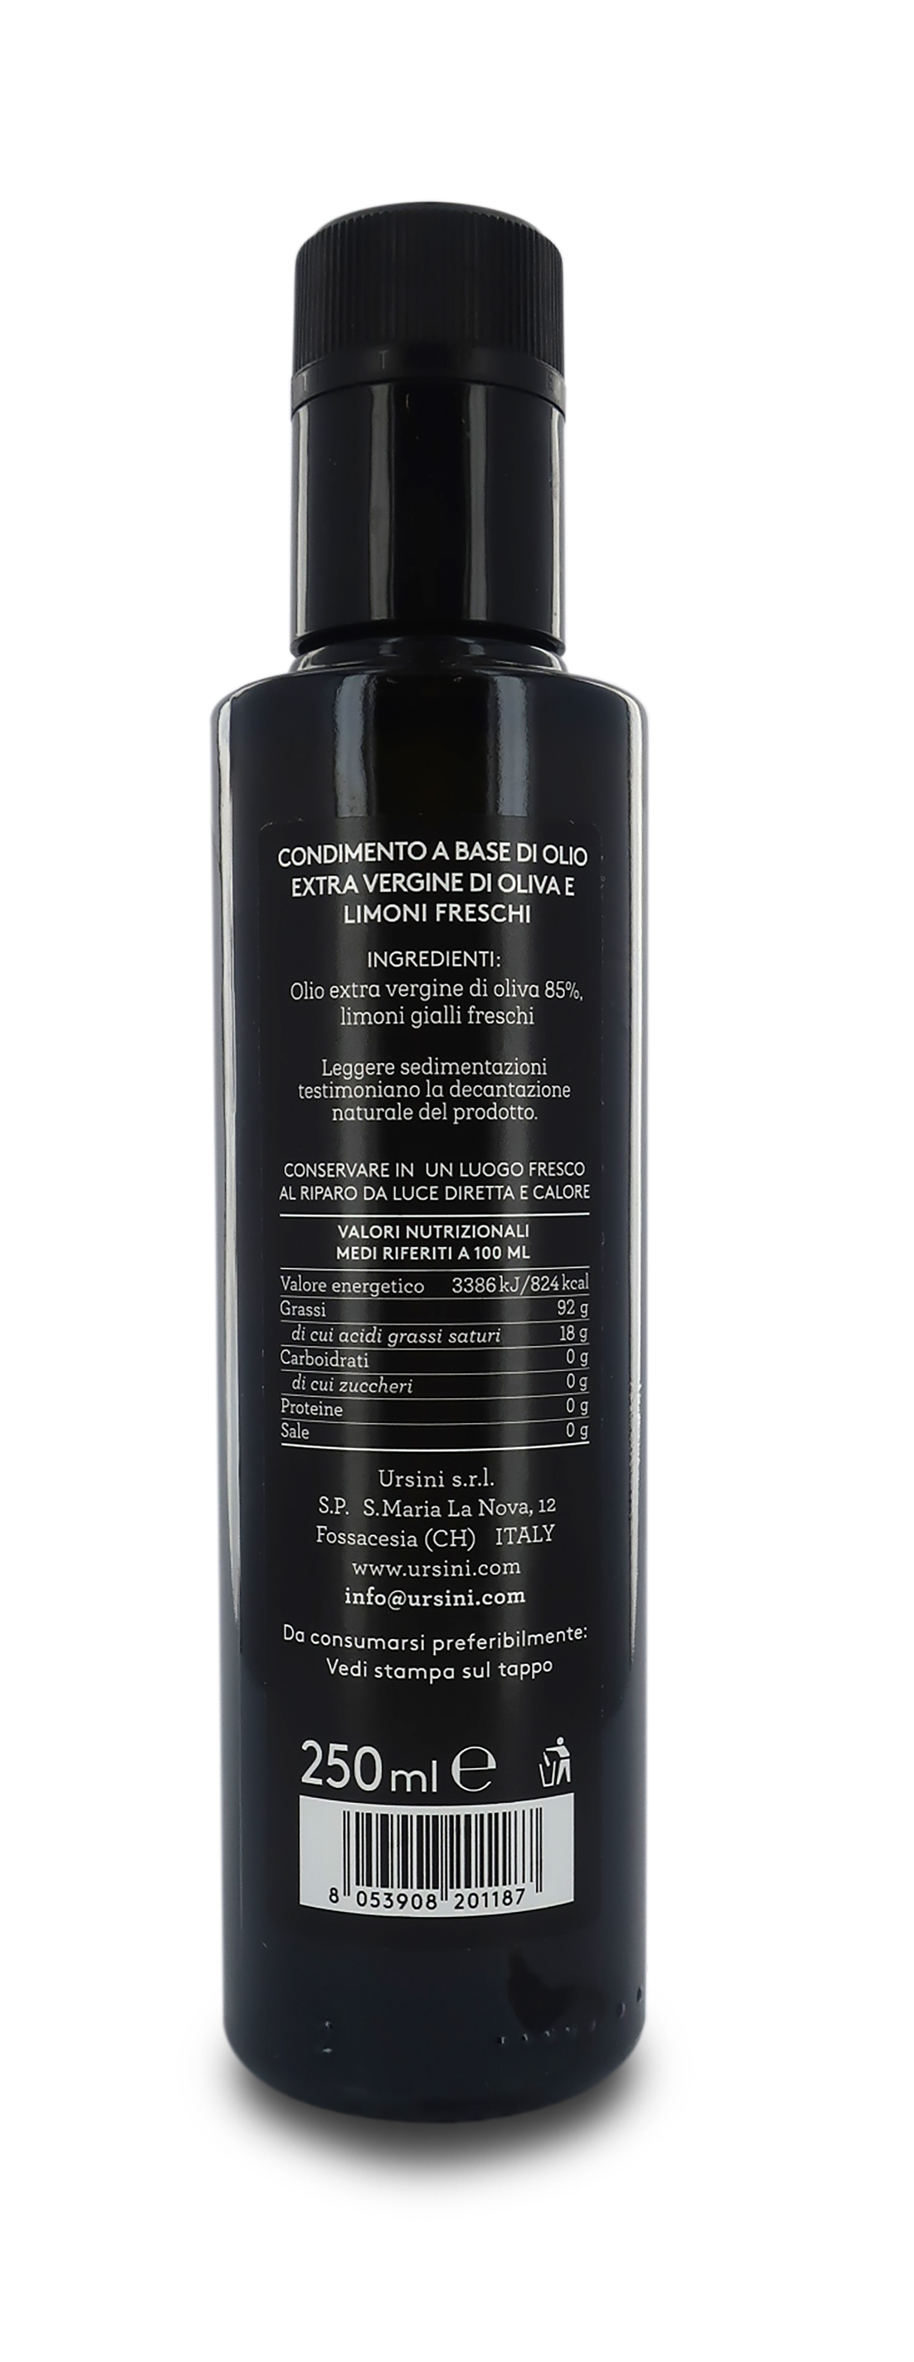 CONDIMENTO A BASE DI OLIO
EXTRA VERGINE DI OLIVA E
LIMONI FRESCHI
INGREDIENTI:
Olio extra vergine di oliva 85%,
limoni gialli freschi
Leggere sedimentazioni
testimoniano la decantazione
naturale del prodotto.
CONSERVARE IN UN LUOGO FRESCO
AL RIPARO DA LUCE DIRETTA E CALORE
VALORI NUTRIZIONALI
MEDI RIFERITI A 100 ML
Valore energetico 3386 kJ/824 kcal
Grassi 92 g
di cui acidi grassi saturi 18 g
Carboidrati 0 g
di cui zuccheri 0 g
Proteine 0 g
Sale 0 g
Ursini s.r.l.
S.P. S.Maria La Nova, 12
Fossacesia (CH) ITALY
www.ursini.com
info@ursini.com
Da consumarsi preferibilmente:
Vedi stampa sul tappo
250 ml ℮
8 053908 201187